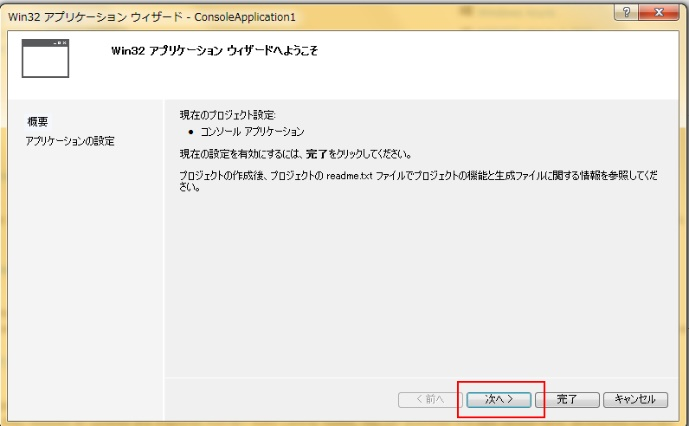 Win32 アプリケーション ウィザード - ConsoleApplication1
Win32 アプリケーション ウィザードへようこそ
概要
アプリケーションの設定
現在のプロジェクト設定:
• コンソール アプリケーション
現在の設定を有効にするには、完了をクリックしてください。
プロジェクトの作成後、プロジェクトの readme.txt ファイルでプロジェクトの機能と生成ファイルに関する情報を参照してくだ
さい。
< 前へ 次へ > 完了 キャンセル